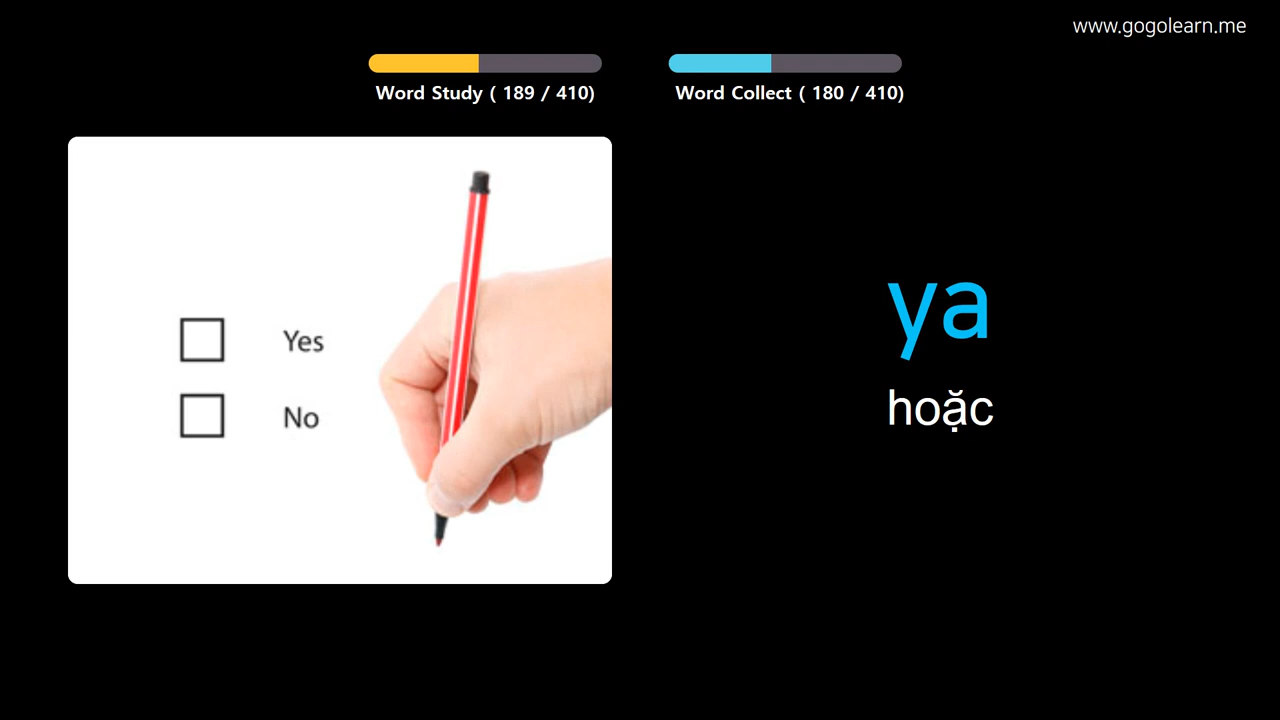 www.gogolearn.me
Word Study ( 189 / 410)
Word Collect ( 180 / 410)
Yes
No
ya
hoặc